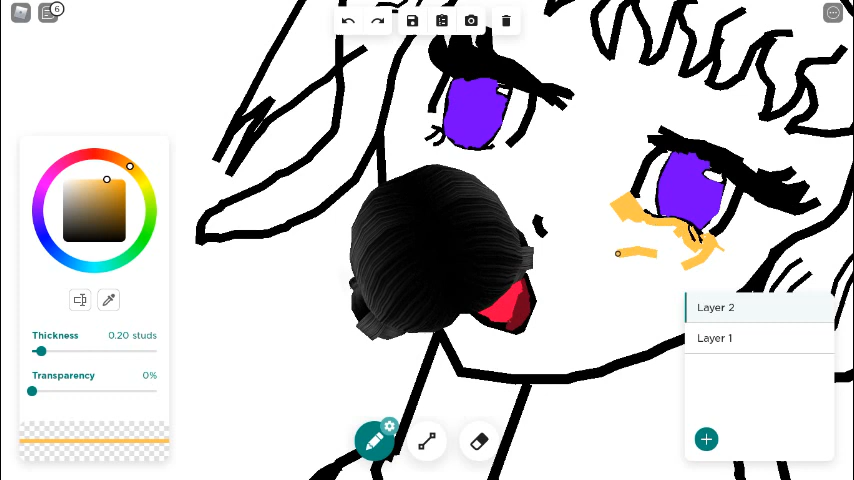 6
Thickness 0.20 studs
Transparency 0%
Layer 2
Layer 1